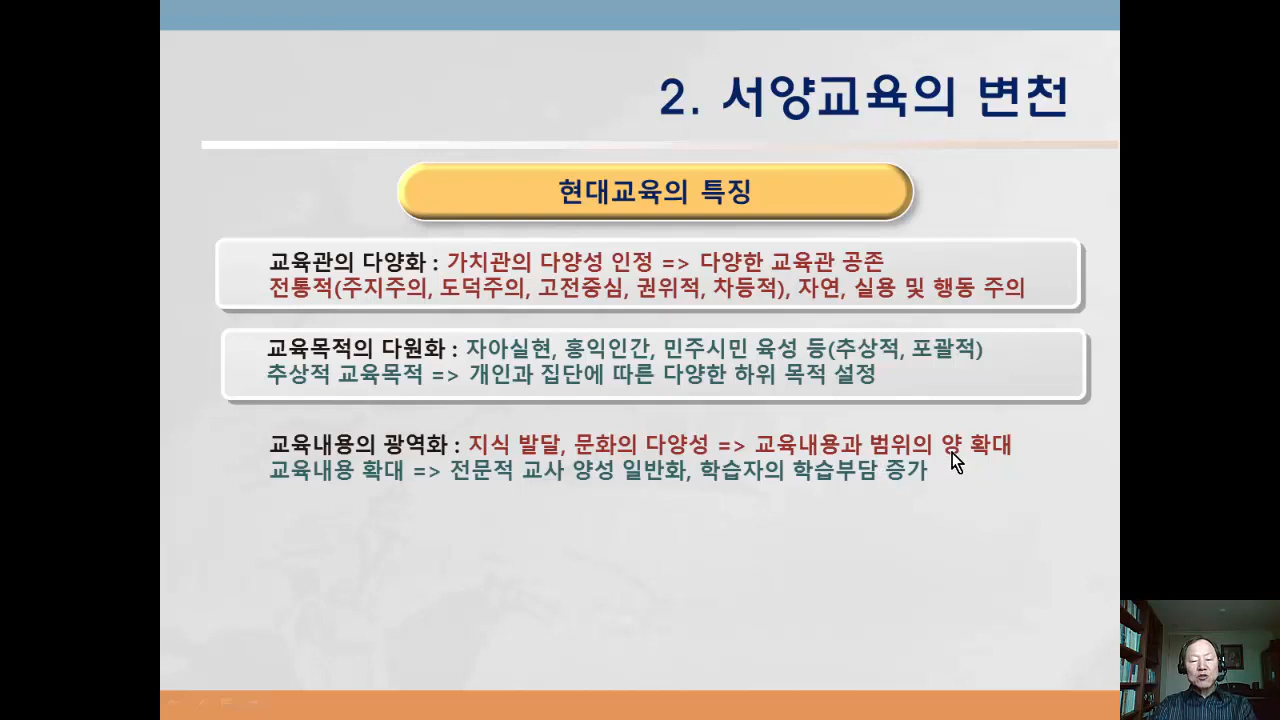 2. 서양교육의 변천
현대교육의 특징
교육관의 다양화 : 가치관의 다양성 인정 => 다양한 교육관 공존
전통적(주지주의, 도덕주의, 고전중심, 권위적, 차등적), 자연, 실용 및 행동 주의
교육목적의 다원화 : 자아실현, 홍익인간, 민주시민 육성 등(추상적, 포괄적)
추상적 교육목적 => 개인과 집단에 따른 다양한 하위 목적 설정
교육내용의 광역화 : 지식 발달, 문화의 다양성 => 교육내용과 범위의 양 확대
교육내용 확대 => 전문적 교사 양성 일반화, 학습자의 학습부담 증가